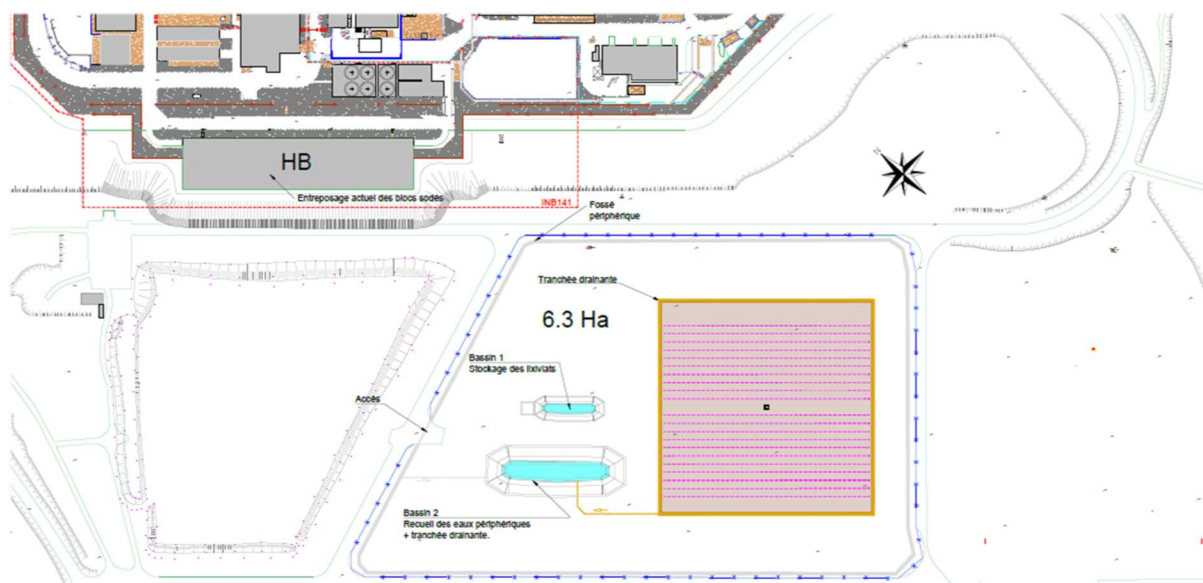 HB
Entreposage actuel des blocs sodés
INB141
N
Fossé
périphérique
Tranchée drainante
6.3 Ha
Bassin 1
Stockage des lixiviats
Accès
Bassin 2
Recueil des eaux périphériques
+ tranchée drainante.